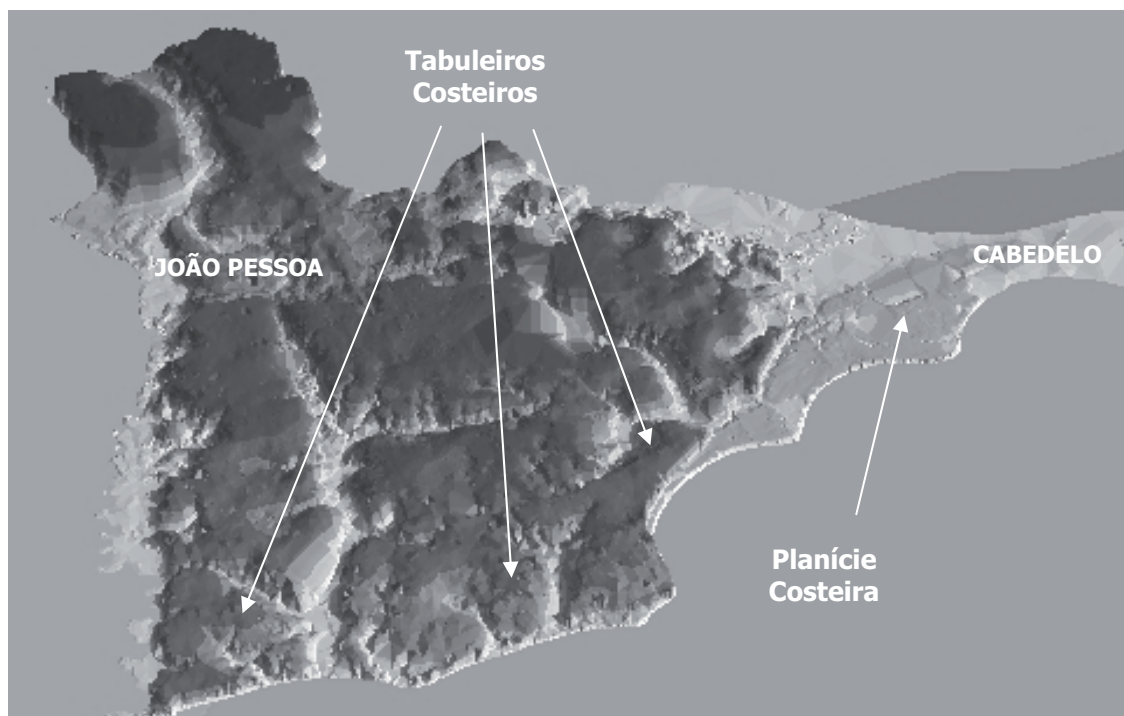 Tabuleiros
Costeiros
JOÃO PESSOA
CABEDELO
Planície
Costeira